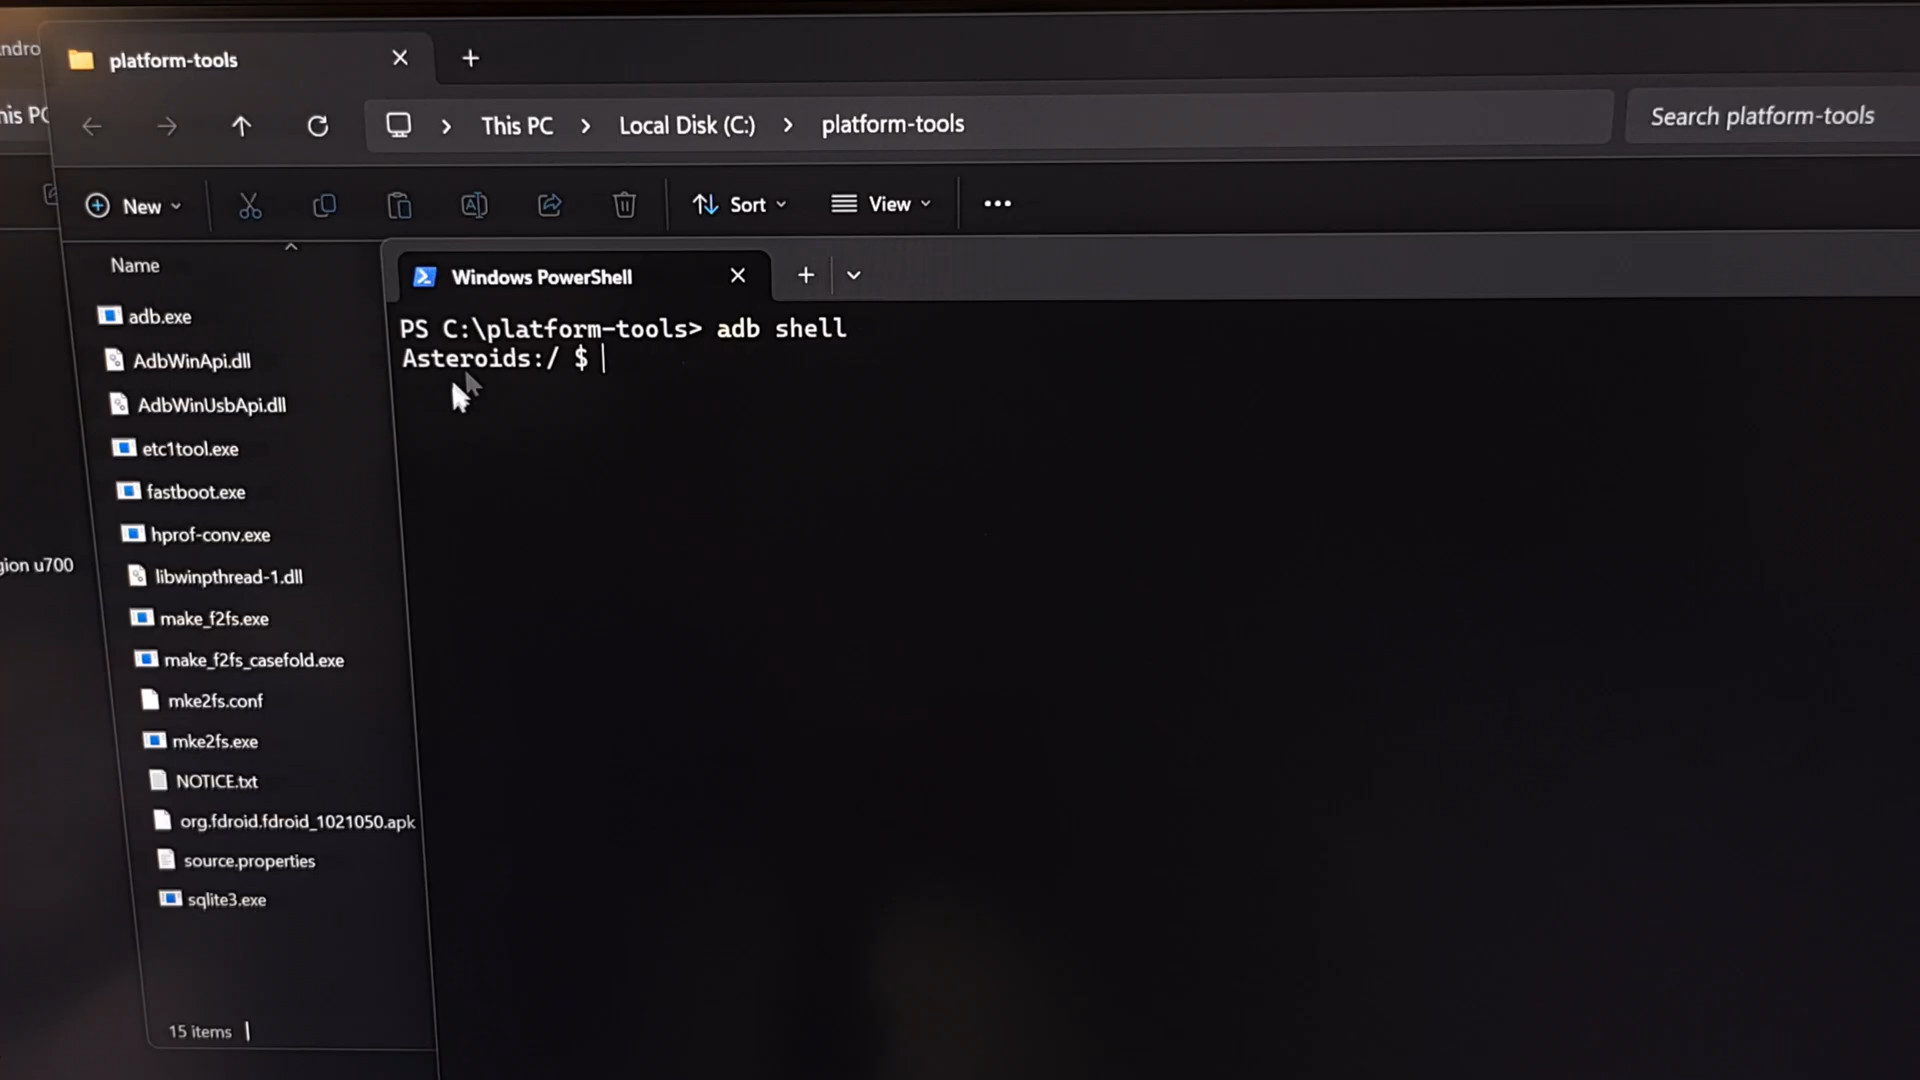 platform-tools
This PC > Local Disk (C:) > platform-tools
Search platform-tools
New
Sort
View
Name
adb.exe
AdbWinApi.dll
AdbWinUsbApi.dll
etc1tool.exe
fastboot.exe
hprof-conv.exe
libwinpthread-1.dll
make_f2fs.exe
make_f2fs_casefold.exe
mke2fs.conf
mke2fs.exe
NOTICE.txt
org.fdroid.fdroid_1021050.apk
source.properties
sqlite3.exe
15 items
Windows PowerShell
PS C:\platform-tools> adb shell
Asteroids:/ $
ndro
his PC
gion u700